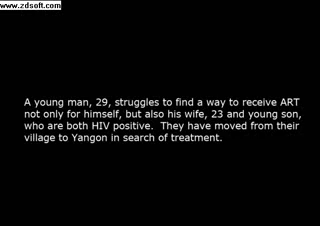 www.zdsoft.com
A young man, 29, struggles to find a way to receive ART
not only for himself, but also his wife, 23 and young son,
who are both HIV positive.  They have moved from their
village to Yangon in search of treatment.